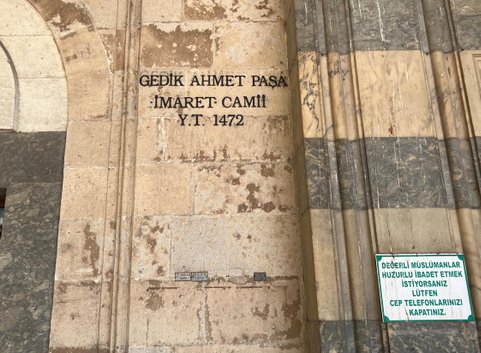 GEDİK AHMET PAŞA
İMARET CAMİİ
Y.T. 1472
DEĞERLİ MÜSLÜMANLAR
HUZURLU İBADET ETMEK
İSTİYORSANIZ
LÜTFEN
CEP TELEFONLARINIZI
KAPATINIZ.